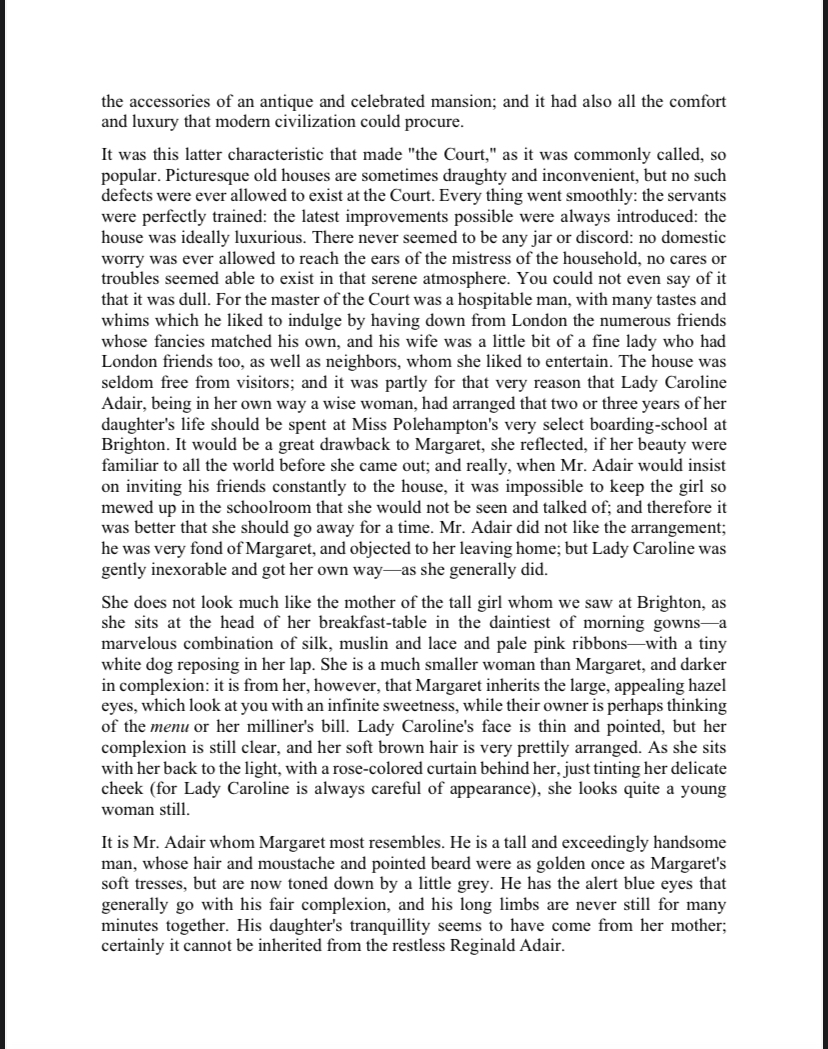 the accessories of an antique and celebrated mansion; and it had also all the comfort
and luxury that modern civilization could procure.
It was this latter characteristic that made "the Court," as it was commonly called, so
popular. Picturesque old houses are sometimes draughty and inconvenient, but no such
defects were ever allowed to exist at the Court. Every thing went smoothly: the servants
were perfectly trained: the latest improvements possible were always introduced: the
house was ideally luxurious. There never seemed to be any jar or discord: no domestic
worry was ever allowed to reach the ears of the mistress of the household, no cares or
troubles seemed able to exist in that serene atmosphere. You could not even say of it
that it was dull. For the master of the Court was a hospitable man, with many tastes and
whims which he liked to indulge by having down from London the numerous friends
whose fancies matched his own, and his wife was a little bit of a fine lady who had
London friends too, as well as neighbors, whom she liked to entertain. The house was
seldom free from visitors; and it was partly for that very reason that Lady Caroline
Adair, being in her own way a wise woman, had arranged that two or three years of her
daughter's life should be spent at Miss Polehampton's very select boarding-school at
Brighton. It would be a great drawback to Margaret, she reflected, if her beauty were
familiar to all the world before she came out; and really, when Mr. Adair would insist
on inviting his friends constantly to the house, it was impossible to keep the girl so
mewed up in the schoolroom that she would not be seen and talked of; and therefore it
was better that she should go away for a time. Mr. Adair did not like the arrangement;
he was very fond of Margaret, and objected to her leaving home; but Lady Caroline was
gently inexorable and got her own way—as she generally did.
She does not look much like the mother of the tall girl whom we saw at Brighton, as
she sits at the head of her breakfast-table in the daintiest of morning gowns—a
marvelous combination of silk, muslin and lace and pale pink ribbons—with a tiny
white dog reposing in her lap. She is a much smaller woman than Margaret, and darker
in complexion: it is from her, however, that Margaret inherits the large, appealing hazel
eyes, which look at you with an infinite sweetness, while their owner is perhaps thinking
of the menu or her milliner's bill. Lady Caroline's face is thin and pointed, but her
complexion is still clear, and her soft brown hair is very prettily arranged. As she sits
with her back to the light, with a rose-colored curtain behind her, just tinting her delicate
cheek (for Lady Caroline is always careful of appearance), she looks quite a young
woman still.
It is Mr. Adair whom Margaret most resembles. He is a tall and exceedingly handsome
man, whose hair and moustache and pointed beard were as golden once as Margaret's
soft tresses, but are now toned down by a little grey. He has the alert blue eyes that
generally go with his fair complexion, and his long limbs are never still for many
minutes together. His daughter's tranquillity seems to have come from her mother;
certainly it cannot be inherited from the restless Reginald Adair.